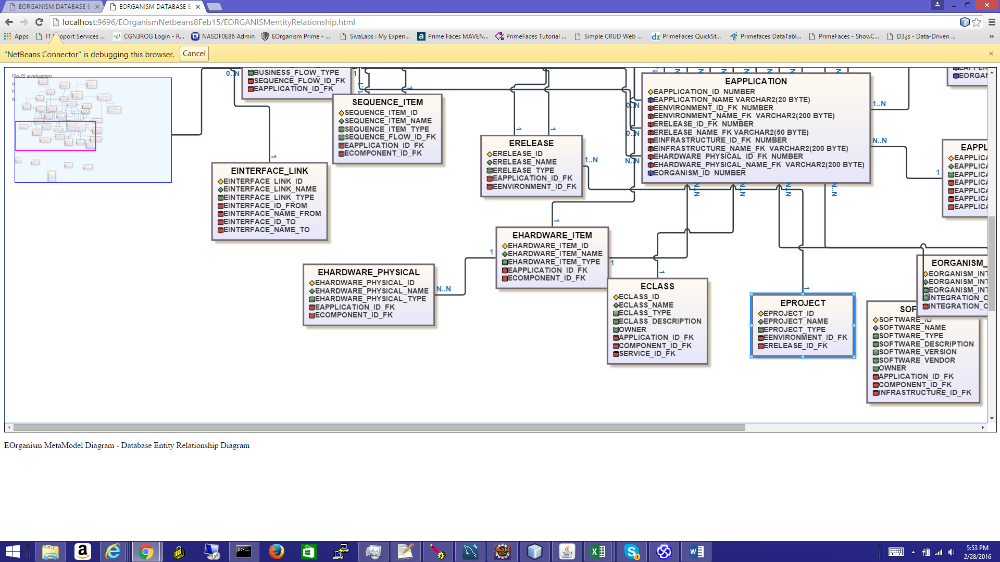 EORGANISM DATABASE E
EORGANISM DATABASE E
localhost:9696/EOrganismNetbeans8Feb15/EORGANISMentityRelationship.html
Apps
IT Support Services ...
CGN3ROG Login - R...
NASDF0E86 Admin
EOrganism Prime - ...
SivaLabs : My Experi...
Prime Faces MAVEN...
PrimeFaces Tutorial ...
Simple CRUD Web ...
PrimeFaces QuickSt...
Primefaces DataTabl...
PrimeFaces - ShowC...
D3.js - Data-Driven ...
»
"NetBeans Connector" is debugging this browser.
Cancel
GoJS evaluation
0..N
BUSINESS_FLOW_TYPE
SEQUENCE_FLOW_ID_FK
EAPPLICATION_ID_FK
1
1
SEQUENCE_ITEM
SEQUENCE_ITEM_ID
SEQUENCE_ITEM_NAME
SEQUENCE_ITEM_TYPE
SEQUENCE_FLOW_ID_FK
EAPPLICATION_ID_FK
ECOMPONENT_ID_FK
1
EINTERFACE_LINK
EINTERFACE_LINK_ID
EINTERFACE_LINK_NAME
EINTERFACE_LINK_TYPE
EINTERFACE_ID_FROM
EINTERFACE_NAME_FROM
EINTERFACE_ID_TO
EINTERFACE_NAME_TO
1
1
ERELEASE
ERELEASE_ID
ERELEASE_NAME
ERELEASE_TYPE
EAPPLICATION_ID_FK
EENVIRONMENT_ID_FK
1..N
0..N
0..N
N..N
EAPPLICATION
EAPPLICATION_ID NUMBER
EAPPLICATION_NAME VARCHAR2(20 BYTE)
EENVIRONMENT_ID_FK NUMBER
EENVIRONMENT_NAME_FK VARCHAR2(200 BYTE)
ERELEASE_ID_FK NUMBER
ERELEASE_NAME_FK VARCHAR2(50 BYTE)
EINFRASTRUCTURE_ID_FK NUMBER
EINFRASTRUCTURE_NAME_FK VARCHAR2(200 BYTE)
EHARDWARE_PHYSICAL_ID_FK NUMBER
EHARDWARE_PHYSICAL_NAME_FK VARCHAR2(200 BYTE)
EORGANISM_ID NUMBER
1..N
N..N
1
N..N
N..N
N..N
N..N
EORGAN
EAPPL
EAPPLICA
EAPPLICA
EAPPLICA
EAPPLICA
EAPPLICA
EAPPLICA
EAPPLICA
1
EHARDWARE_ITEM
EHARDWARE_ITEM_ID
EHARDWARE_ITEM_NAME
EHARDWARE_ITEM_TYPE
EAPPLICATION_ID_FK
ECOMPONENT_ID_FK
1
1
EHARDWARE_PHYSICAL
EHARDWARE_PHYSICAL_ID
EHARDWARE_PHYSICAL_NAME
EHARDWARE_PHYSICAL_TYPE
EAPPLICATION_ID_FK
ECOMPONENT_ID_FK
N..N
1
ECLASS
ECLASS_ID
ECLASS_NAME
ECLASS_TYPE
ECLASS_DESCRIPTION
OWNER
APPLICATION_ID_FK
COMPONENT_ID_FK
SERVICE_ID_FK
1
EPROJECT
EPROJECT_ID
EPROJECT_NAME
EPROJECT_TYPE
EENVIRONMENT_ID_FK
ERELEASE_ID_FK
EORGANISM_
EORGANISM_INT
EORGANISM_INT
EORGANISM_INT
INTEGRATION_C
INTEGRATION_C
SOF
SOFTWARE_ID
SOFTWARE_NAME
SOFTWARE_TYPE
SOFTWARE_DESCRIPTION
SOFTWARE_VERSION
SOFTWARE_VENDOR
OWNER
APPLICATION_ID_FK
COMPONENT_ID_FK
INFRASTRUCTURE_ID_FK
EOrganism MetaModel Diagram - Database Entity Relationship Diagram
5:53 PM
2/28/2016